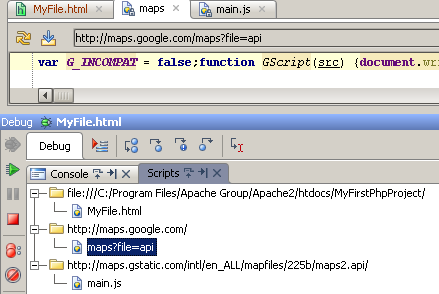 MyFile.html maps main.js
http://maps.google.com/maps?file=api
var G_INCOMPAT = false;function GScript(src) {document.wri
Debug MyFile.html
Debug
Console Scripts
file:///C:/Program Files/Apache Group/Apache2/htdocs/MyFirstPhpProject/
MyFile.html
http://maps.google.com/
maps?file=api
http://maps.gstatic.com/intl/en_ALL/mapfiles/225b/maps2.api/
main.js